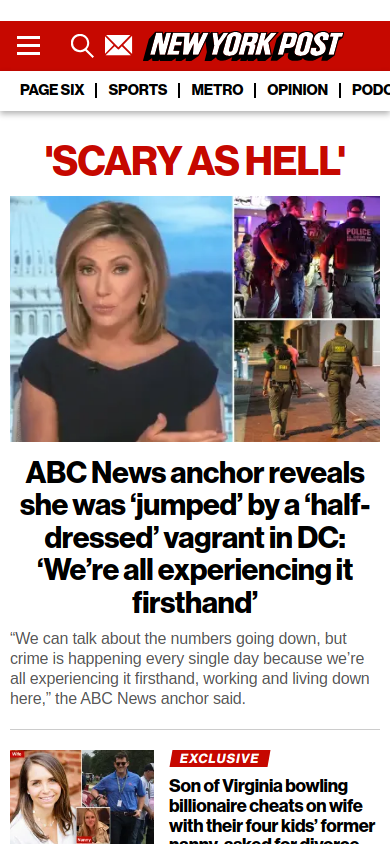 NEW YORK POST
PAGE SIX | SPORTS | METRO | OPINION | PODC
'SCARY AS HELL'
POLICE
ABC News anchor reveals
she was ‘jumped’ by a ‘half-
dressed’ vagrant in DC:
‘We’re all experiencing it
firsthand’
“We can talk about the numbers going down, but
crime is happening every single day because we’re
all experiencing it firsthand, working and living down
here,” the ABC News anchor said.
Wife
Nanny
EXCLUSIVE
Son of Virginia bowling
billionaire cheats on wife
with their four kids’ former
nanny, asked for divorce